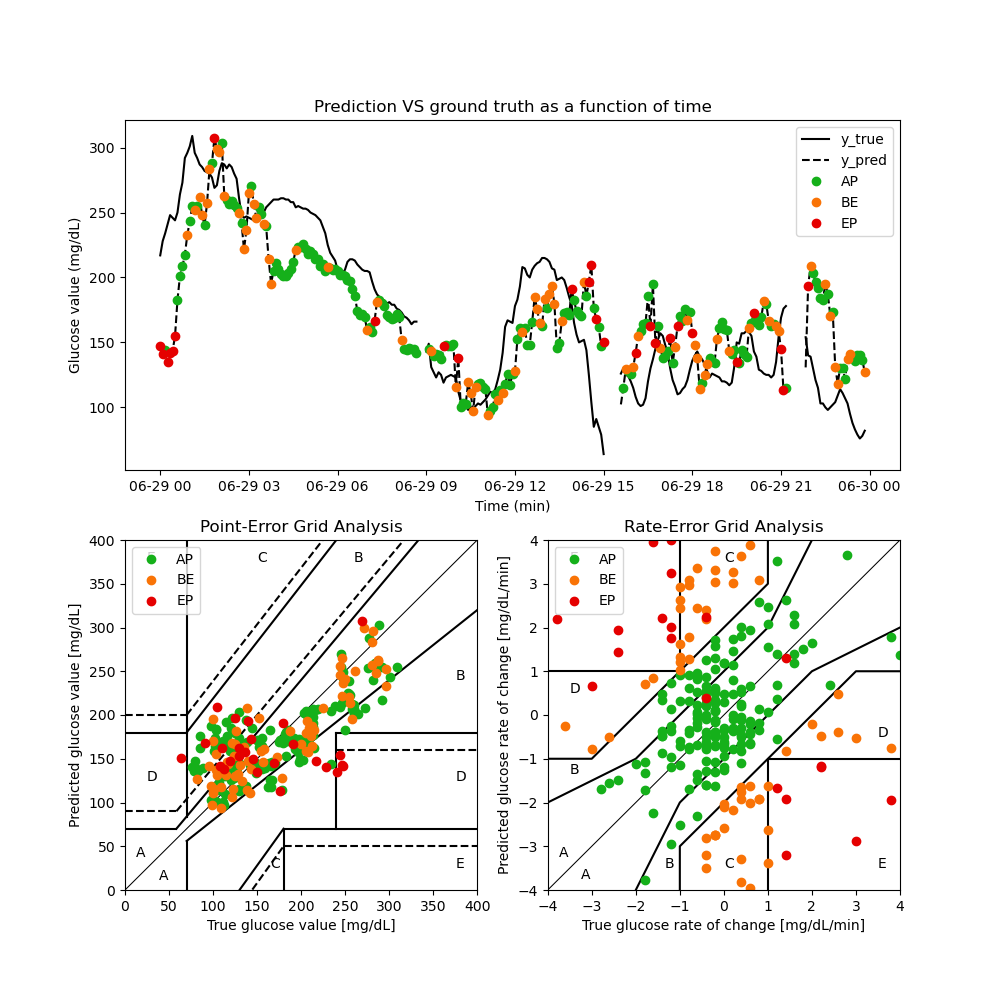 Prediction VS ground truth as a function of time
Glucose value (mg/dL)
300
250
200
150
100
y_true
y_pred
AP
BE
EP
06-29 00 06-29 03 06-29 06 06-29 09 06-29 12 06-29 15 06-29 18 06-29 21 06-30 00
Time (min)
Point-Error Grid Analysis
Predicted glucose value [mg/dL]
400
350
300
250
200
150
100
50
0
AP
BE
EP
C
B
B
D
D
A
A
C
E
0 50 100 150 200 250 300 350 400
True glucose value [mg/dL]
Rate-Error Grid Analysis
Predicted glucose rate of change [mg/dL/min]
4
3
2
1
0
−1
−2
−3
−4
AP
BE
EP
C
D
D
B
A
A
B
C
E
−4 −3 −2 −1 0 1 2 3 4
True glucose rate of change [mg/dL/min]